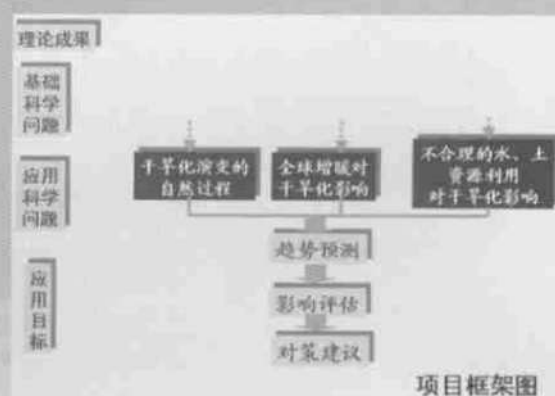 理论成果
基础
科学
问题
干旱化演变的
自然过程
全球增暖对
干旱化影响
不合理的水、土
资源利用
对干旱化影响
应用
科学
问题
趋势预测
影响评估
对策建议
应
用
目
标
项目框架图